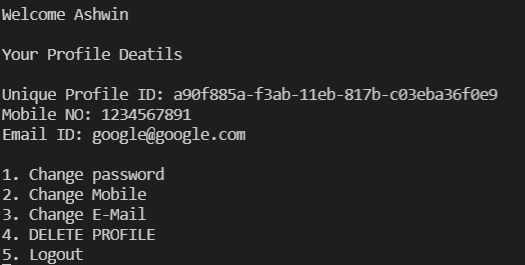 Welcome Ashwin
Your Profile Deatils
Unique Profile ID: a90f885a-f3ab-11eb-817b-c03eba36f0e9
Mobile NO: 1234567891
Email ID: google@google.com
1. Change password
2. Change Mobile
3. Change E-Mail
4. DELETE PROFILE
5. Logout